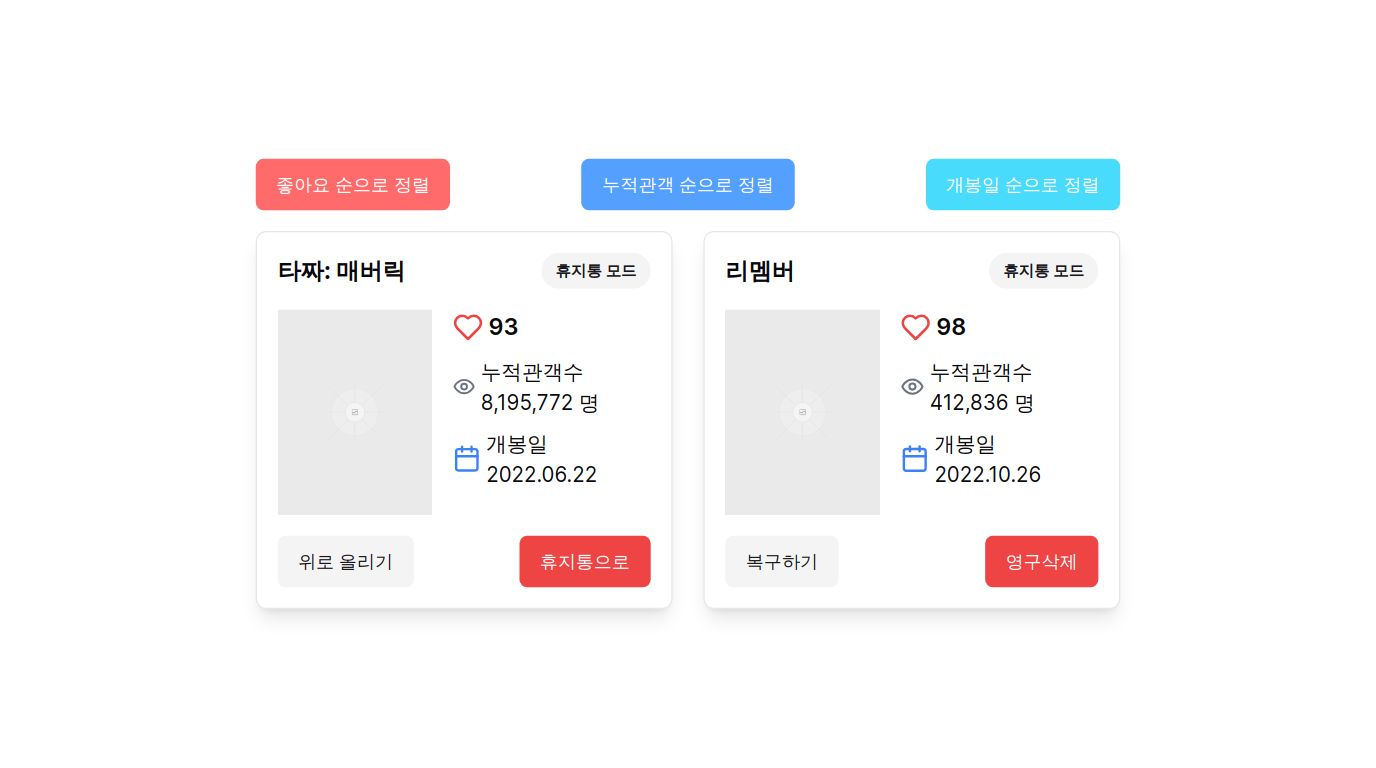 좋아요 순으로 정렬
누적관객 순으로 정렬
개봉일 순으로 정렬
타짜: 매버릭
휴지통 모드
93
누적관객수
8,195,772 명
개봉일
2022.06.22
위로 올리기
휴지통으로
리멤버
휴지통 모드
98
누적관객수
412,836 명
개봉일
2022.10.26
복구하기
영구삭제